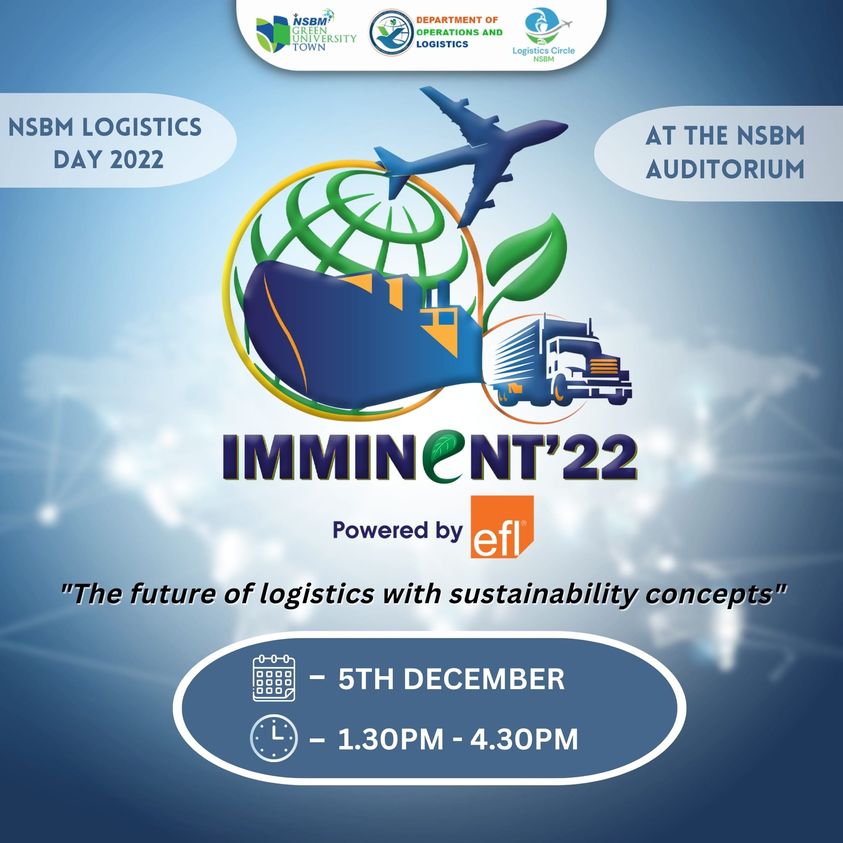 NSBM
GREEN
UNIVERSITY
TOWN
DEPARTMENT OF
OPERATIONS AND
LOGISTICS
Logistics Circle
NSBM
NSBM LOGISTICS
DAY 2022
AT THE NSBM
AUDITORIUM
IMMINeNT'22
Powered by efl®
"The future of logistics with sustainability concepts"
– 5TH DECEMBER
– 1.30PM - 4.30PM